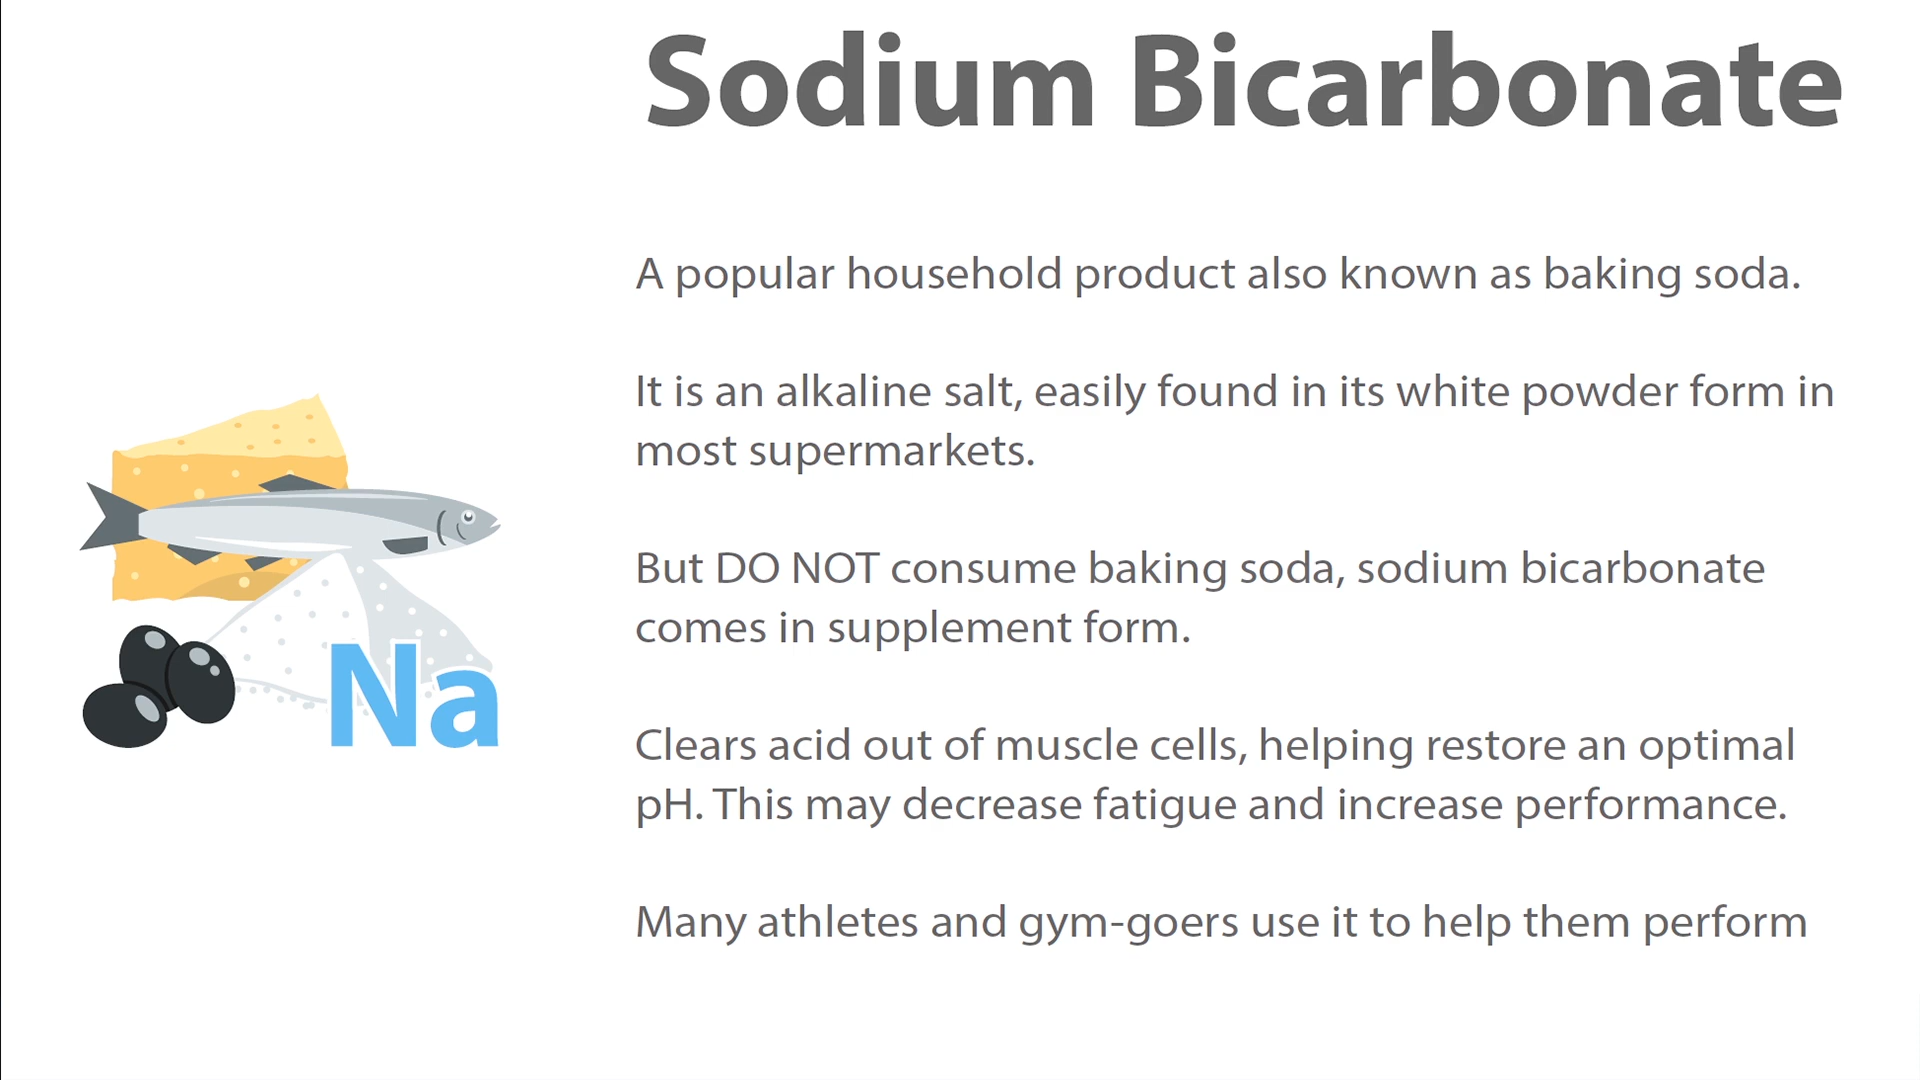 Sodium Bicarbonate
A popular household product also known as baking soda.
It is an alkaline salt, easily found in its white powder form in
most supermarkets.
But DO NOT consume baking soda, sodium bicarbonate
comes in supplement form.
Clears acid out of muscle cells, helping restore an optimal
pH. This may decrease fatigue and increase performance.
Many athletes and gym-goers use it to help them perform
Na